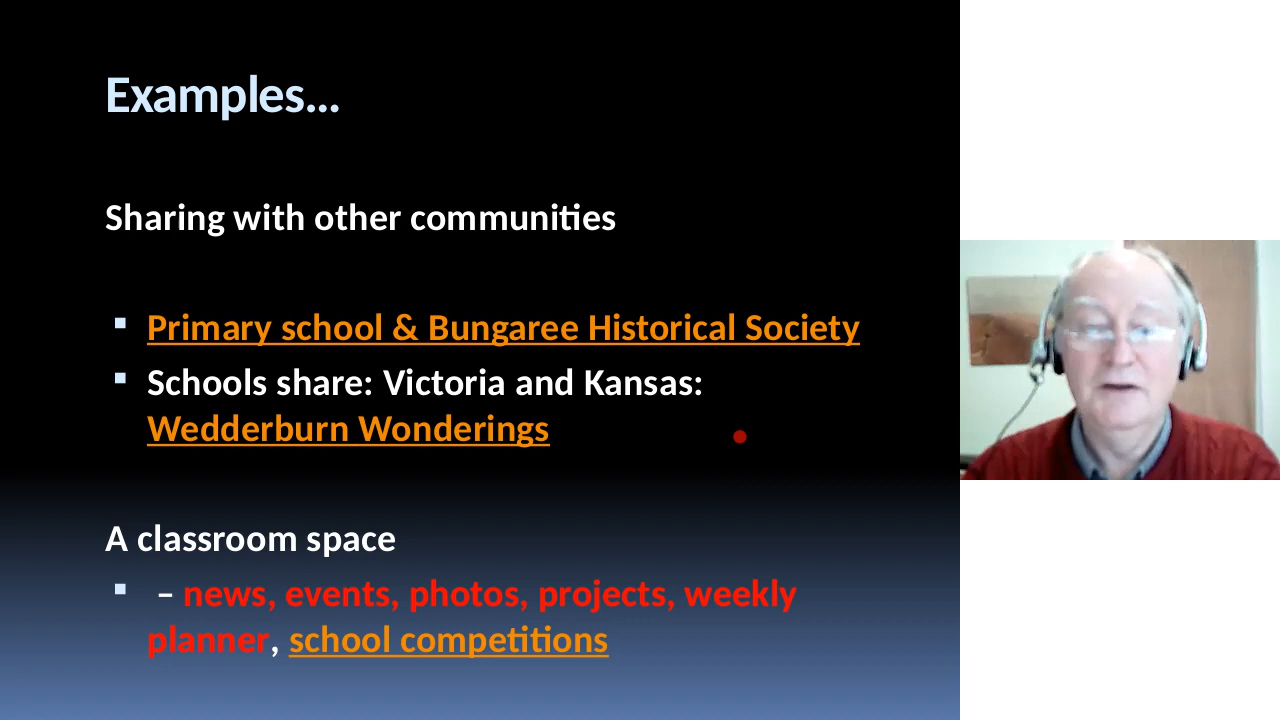 Examples...
Sharing with other communities
▪ Primary school & Bungaree Historical Society
▪ Schools share: Victoria and Kansas:
Wedderburn Wonderings
A classroom space
▪ – news, events, photos, projects, weekly
planner, school competitions